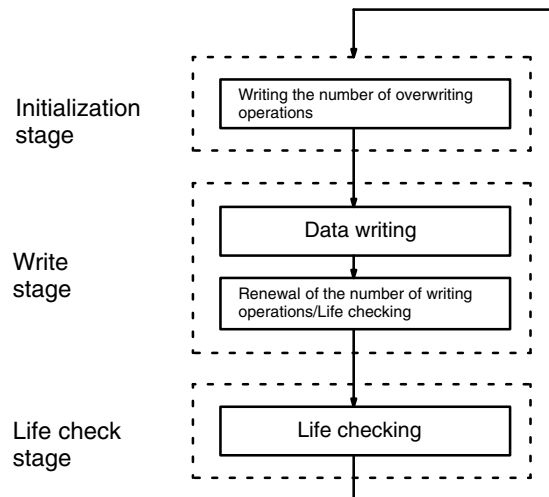 Initialization
stage
Writing the number of overwriting
operations
Write
stage
Data writing
Renewal of the number of writing
operations/Life checking
Life check
stage
Life checking